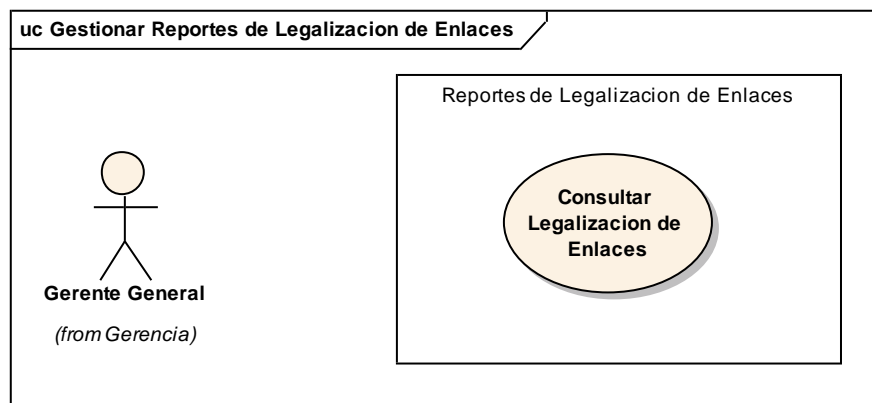 uc Gestionar Reportes de Legalizacion de Enlaces
Reportes de Legalizacion de Enlaces
Consultar
Legalizacion de
Enlaces
Gerente General
(from Gerencia)